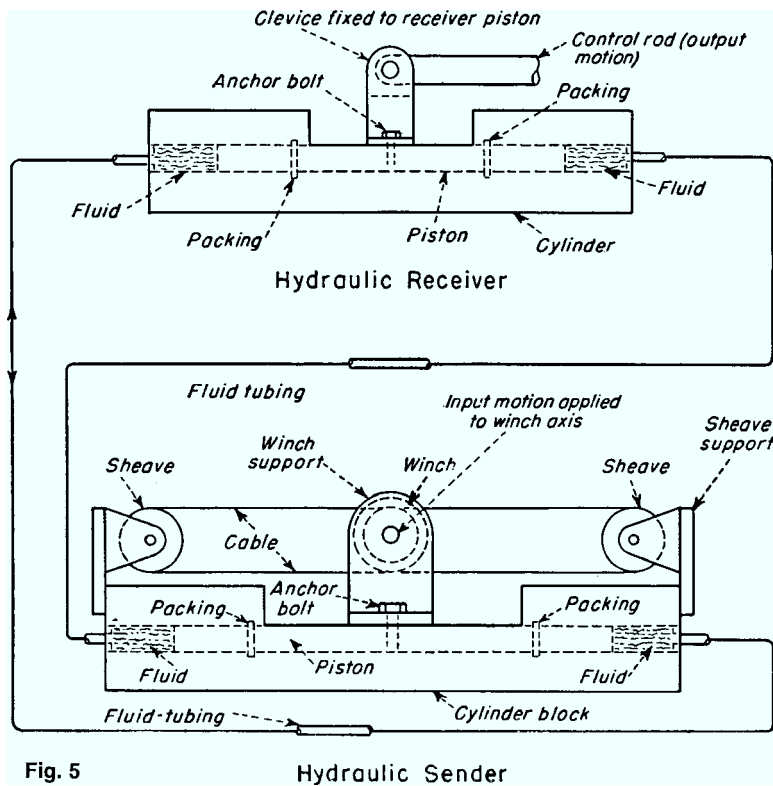 Clevice fixed to receiver piston
Control rod (output
motion)
Anchor bolt
Packing
Fluid
Packing
Piston
Fluid
Cylinder
Hydraulic Receiver
Fluid tubing
Input motion applied
to winch axis
Sheave
support
Winch
support
Winch
Sheave
Sheave
Cable
Anchor
bolt
Packing
Packing
Fluid
Piston
Fluid
Fluid-tubing
Cylinder block
Fig. 5
Hydraulic Sender